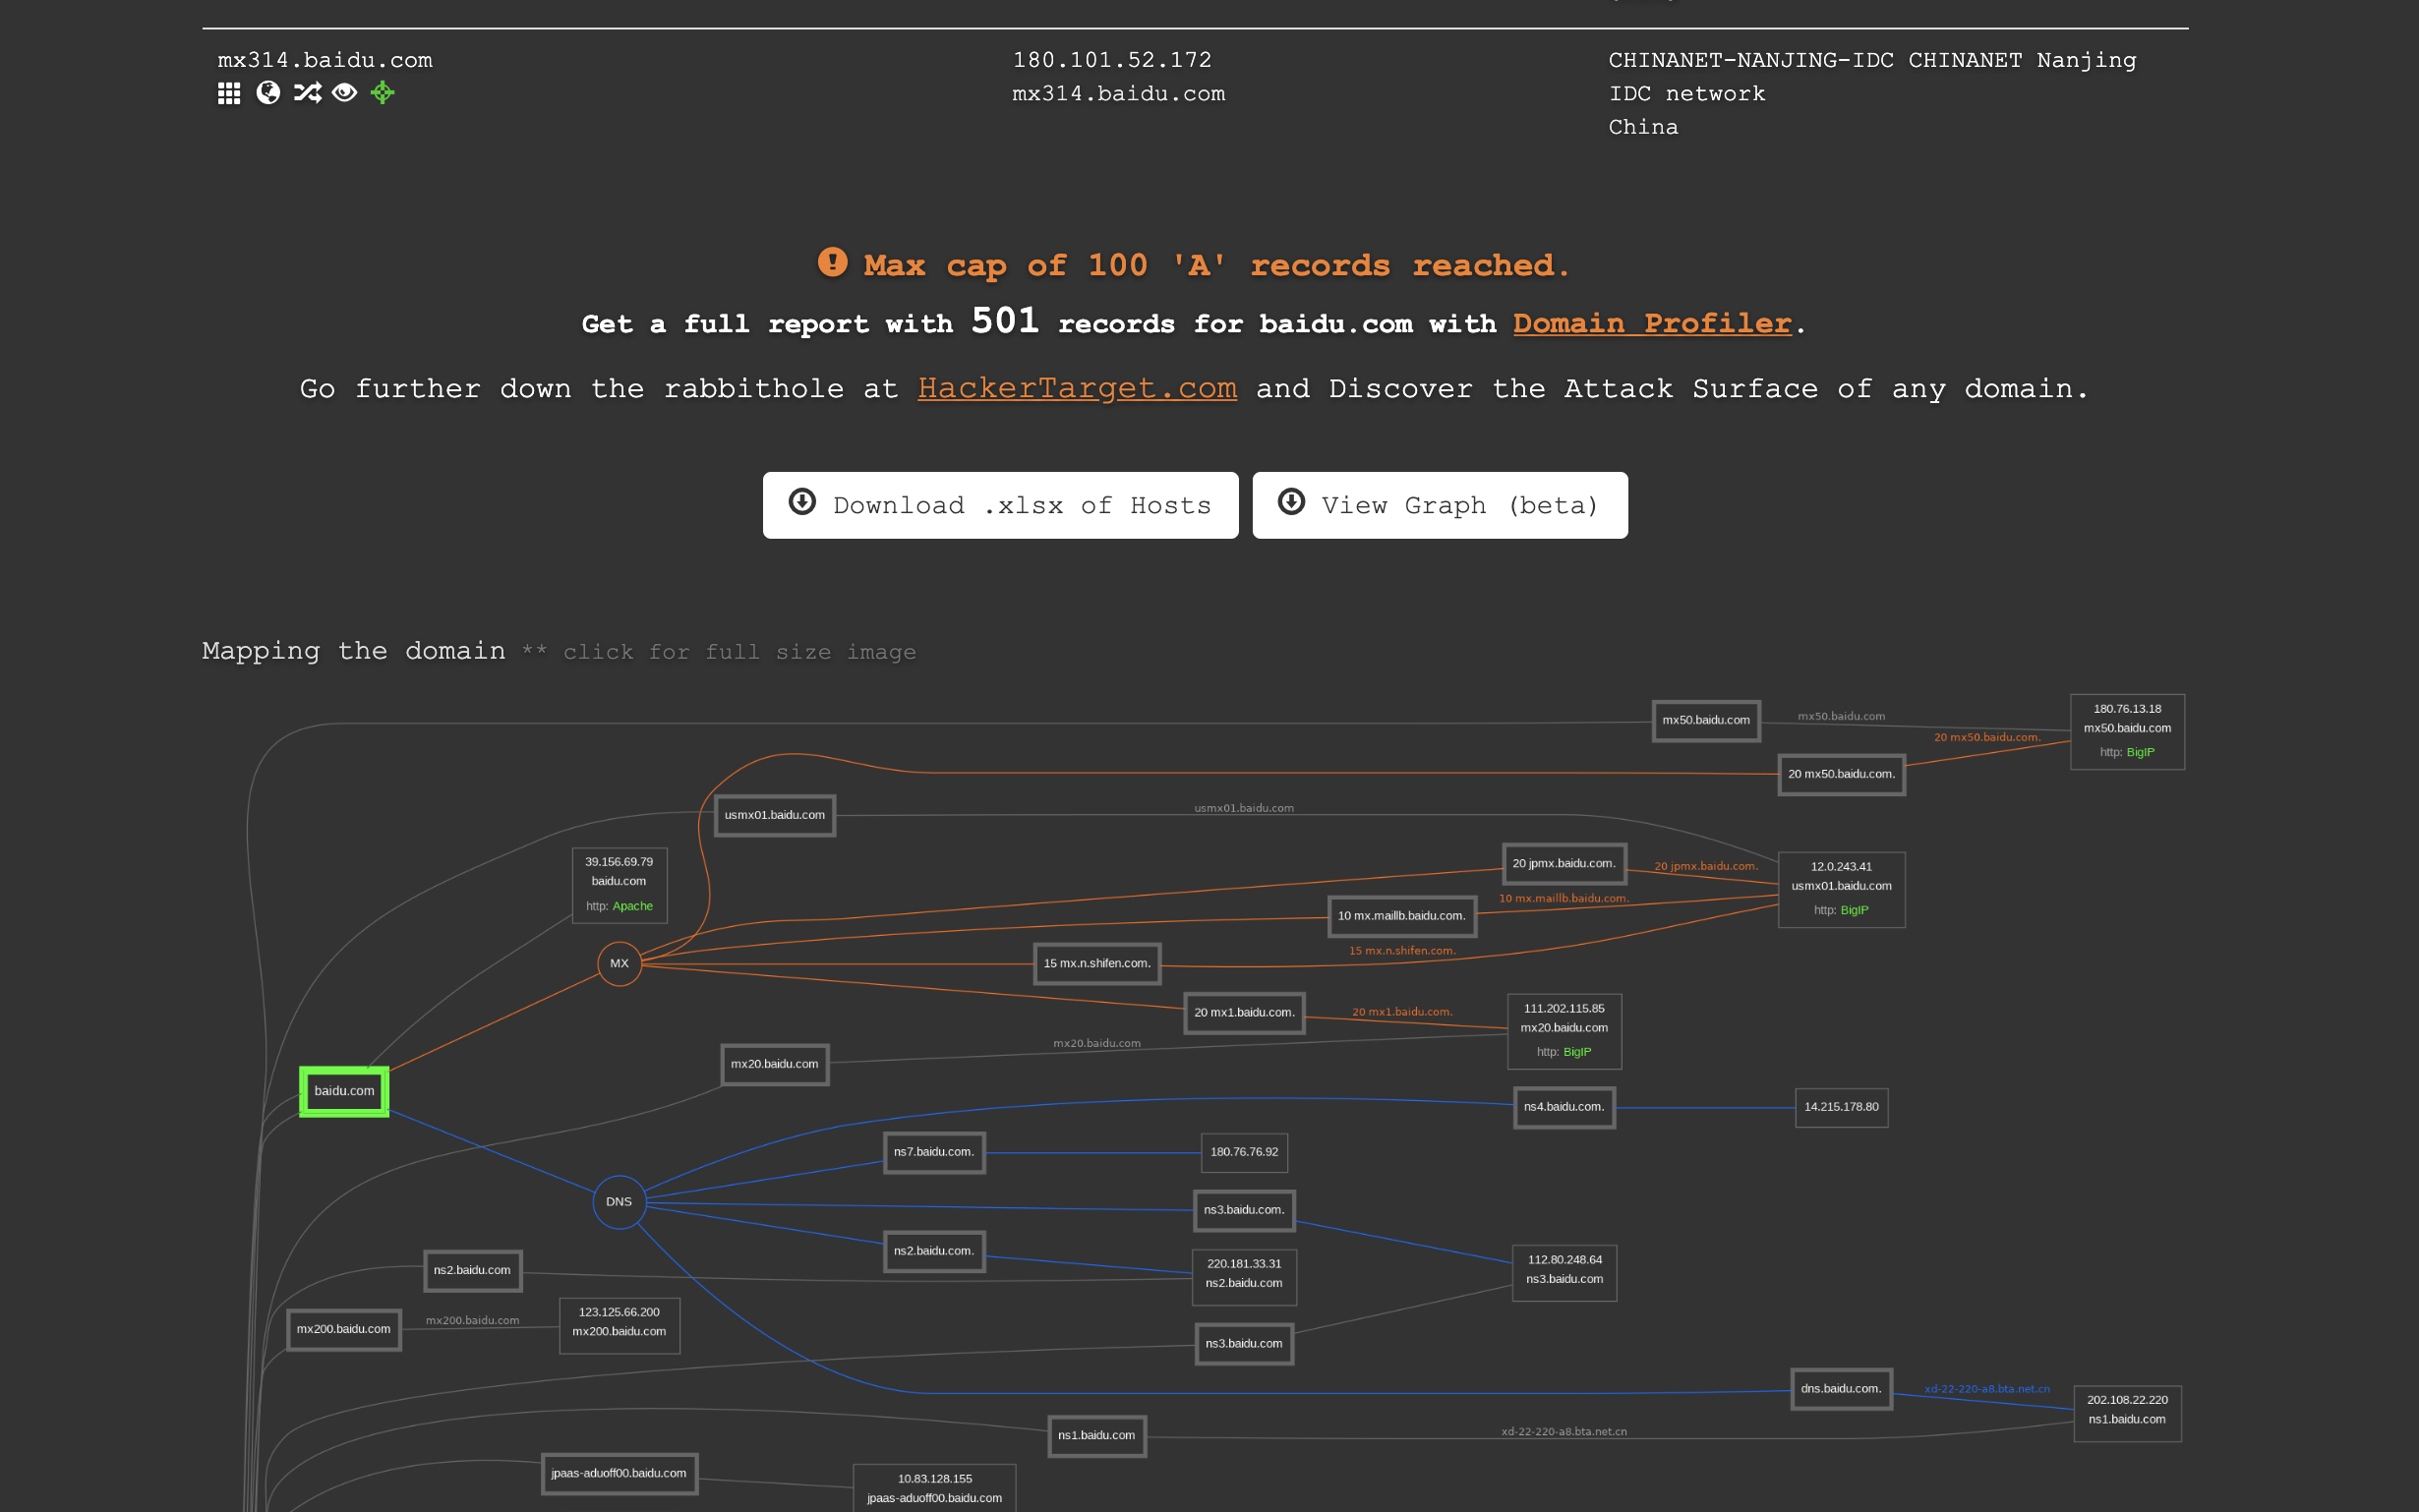 mx314.baidu.com
180.101.52.172
mx314.baidu.com
CHINANET-NANJING-IDC CHINANET Nanjing
IDC network
China
Max cap of 100 'A' records reached.
Get a full report with 501 records for baidu.com with Domain Profiler.
Go further down the rabbithole at HackerTarget.com and Discover the Attack Surface of any domain.
Download .xlsx of Hosts
View Graph (beta)
Mapping the domain ** click for full size image
mx50.baidu.com
mx50.baidu.com
180.76.13.18
mx50.baidu.com
http: BigIP
20 mx50.baidu.com.
20 mx50.baidu.com.
usmx01.baidu.com
usmx01.baidu.com
39.156.69.79
baidu.com
http: Apache
20 jpmx.baidu.com.
20 jpmx.baidu.com.
12.0.243.41
usmx01.baidu.com
http: BigIP
10 mx.maillb.baidu.com.
10 mx.maillb.baidu.com.
MX
15 mx.n.shifen.com.
15 mx.n.shifen.com.
20 mx1.baidu.com.
20 mx1.baidu.com.
111.202.115.85
mx20.baidu.com
http: BigIP
mx20.baidu.com
mx20.baidu.com
baidu.com
ns4.baidu.com.
14.215.178.80
ns7.baidu.com.
180.76.76.92
DNS
ns3.baidu.com.
ns2.baidu.com.
220.181.33.31
ns2.baidu.com
112.80.248.64
ns3.baidu.com
ns2.baidu.com
mx200.baidu.com
mx200.baidu.com
123.125.66.200
mx200.baidu.com
ns3.baidu.com
dns.baidu.com.
xd-22-220-a8.bta.net.cn
202.108.22.220
ns1.baidu.com
ns1.baidu.com
xd-22-220-a8.bta.net.cn
jpaas-aduoff00.baidu.com
10.83.128.155
jpaas-aduoff00.baidu.com